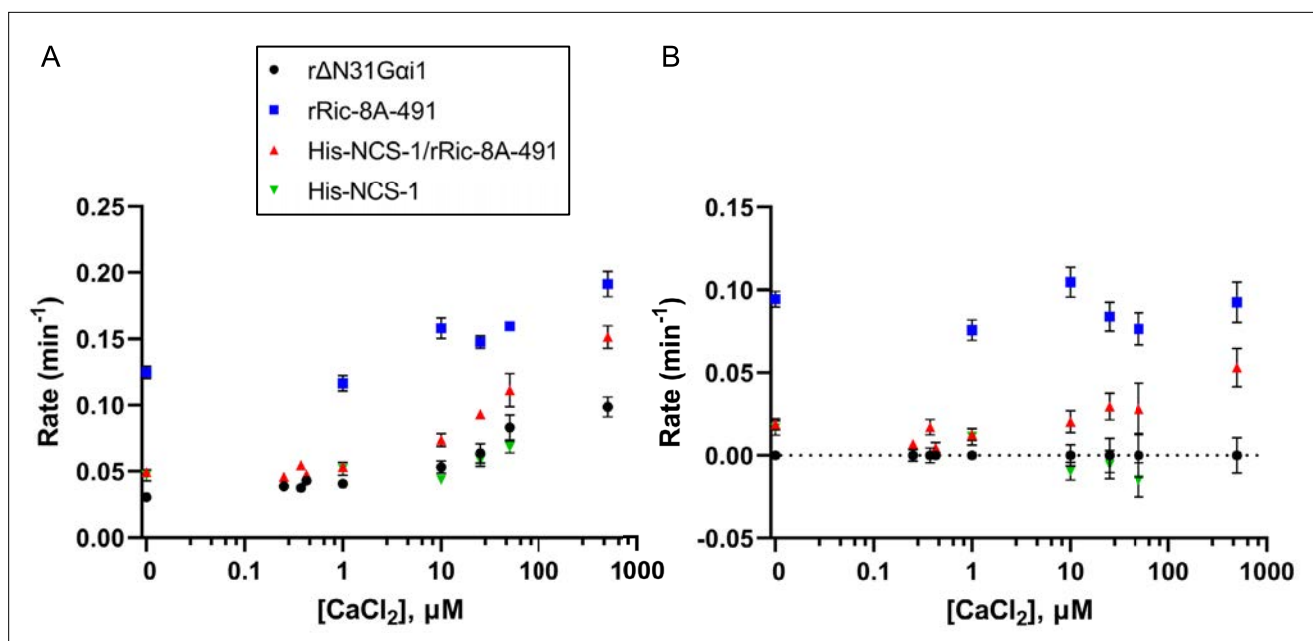 A
B
rΔN31Gαi1
rRic-8A-491
His-NCS-1/rRic-8A-491
His-NCS-1
0.25
0.20
0.15
0.10
0.05
0.00
Rate (min⁻¹)
0 0.1 1 10 100 1000
[CaCl₂], μM
0.15
0.10
0.05
0.00
-0.05
Rate (min⁻¹)
0 0.1 1 10 100 1000
[CaCl₂], μM